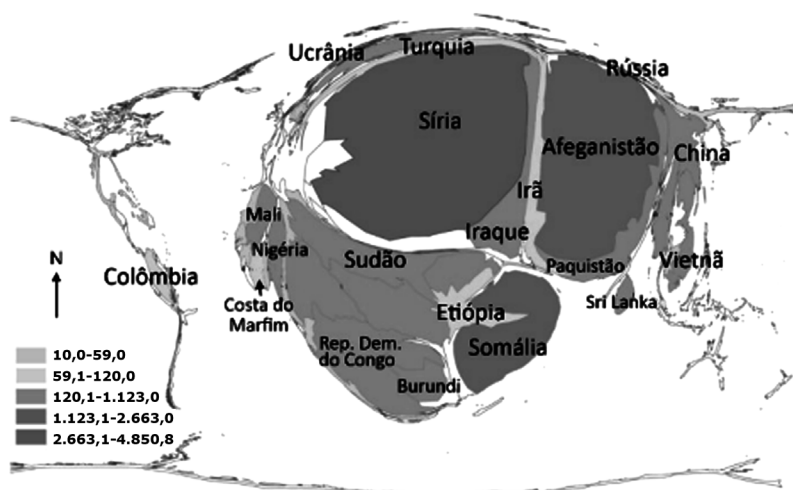 Ucrânia
Turquia
Rússia
Síria
Afeganistão
China
Irã
Mali
Iraque
Nigéria
Sudão
Paquistão
Vietnã
N
Colômbia
Costa do
Marfim
Etiópia
Sri Lanka
Rep. Dem.
do Congo
Somália
Burundi
10,0-59,0
59,1-120,0
120,1-1.123,0
1.123,1-2.663,0
2.663,1-4.850,8